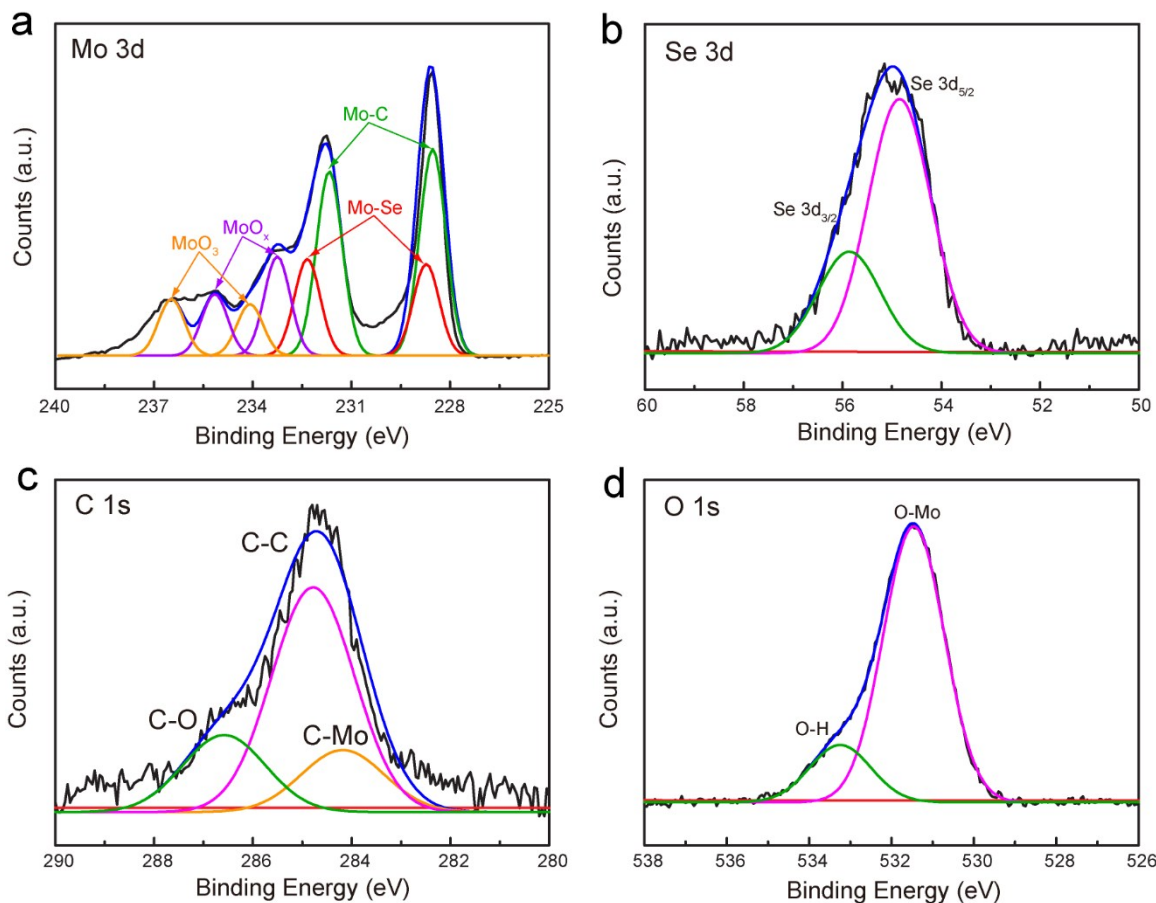 a
Mo 3d
Mo-C
Mo-Se
MoOₓ
MoO₃
Counts (a.u.)
240 237 234 231 228 225
Binding Energy (eV)
b
Se 3d
Se 3d₅/₂
Se 3d₃/₂
Counts (a.u.)
60 58 56 54 52 50
Binding Energy (eV)
c
C 1s
C-C
C-O
C-Mo
Counts (a.u.)
290 288 286 284 282 280
Binding Energy (eV)
d
O 1s
O-Mo
O-H
Counts (a.u.)
538 536 534 532 530 528 526
Binding Energy (eV)